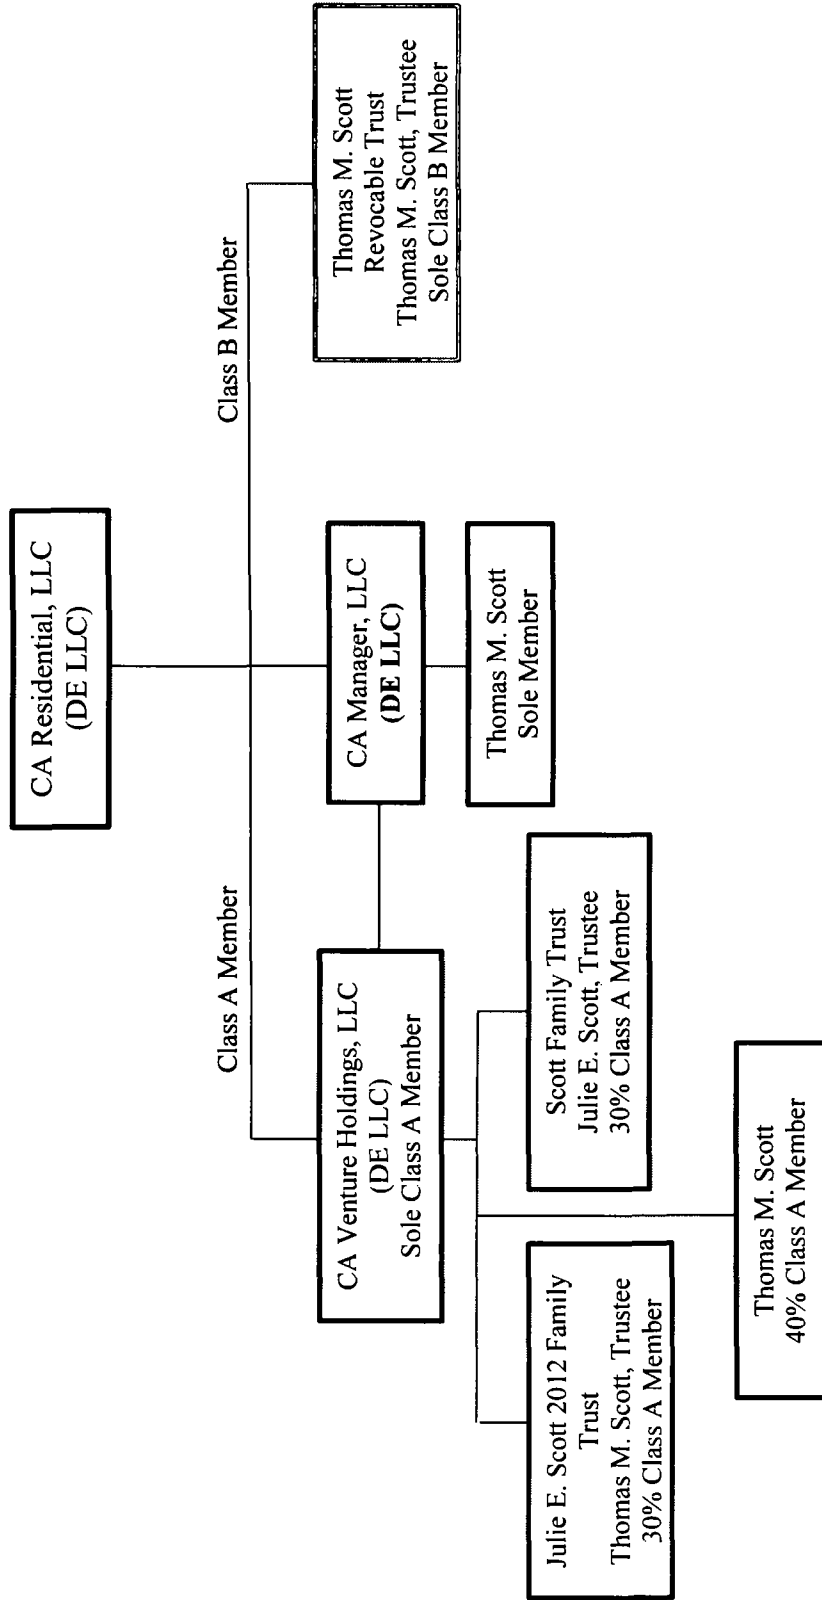 CA Residential, LLC
(DE LLC)
Class A Member
Class B Member
CA Venture Holdings, LLC
(DE LLC)
Sole Class A Member
CA Manager, LLC
(DE LLC)
Thomas M. Scott
Revocable Trust
Thomas M. Scott, Trustee
Sole Class B Member
Thomas M. Scott
Sole Member
Julie E. Scott 2012 Family
Trust
Thomas M. Scott, Trustee
30% Class A Member
Scott Family Trust
Julie E. Scott, Trustee
30% Class A Member
Thomas M. Scott
40% Class A Member